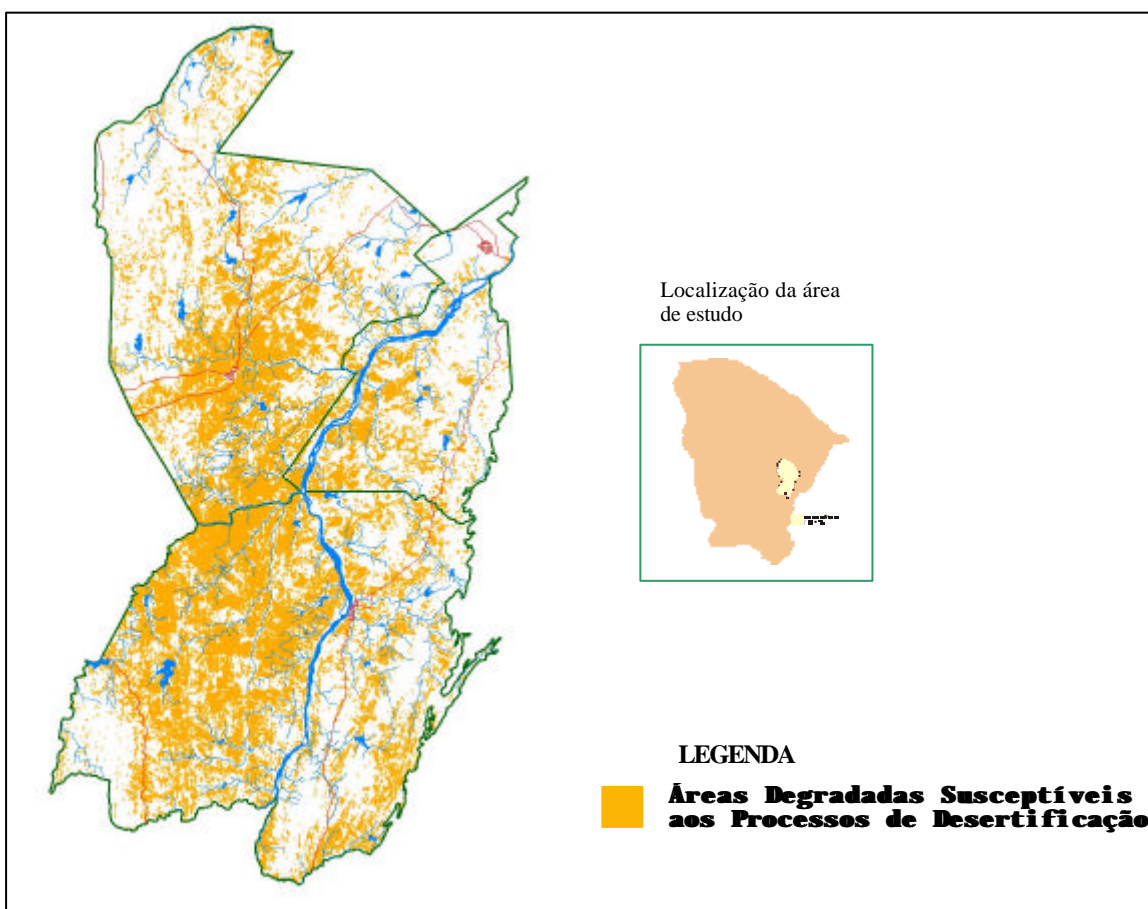 Localização da área
de estudo
LEGENDA
Áreas Degradadas Susceptíveis
aos Processos de Desertificação